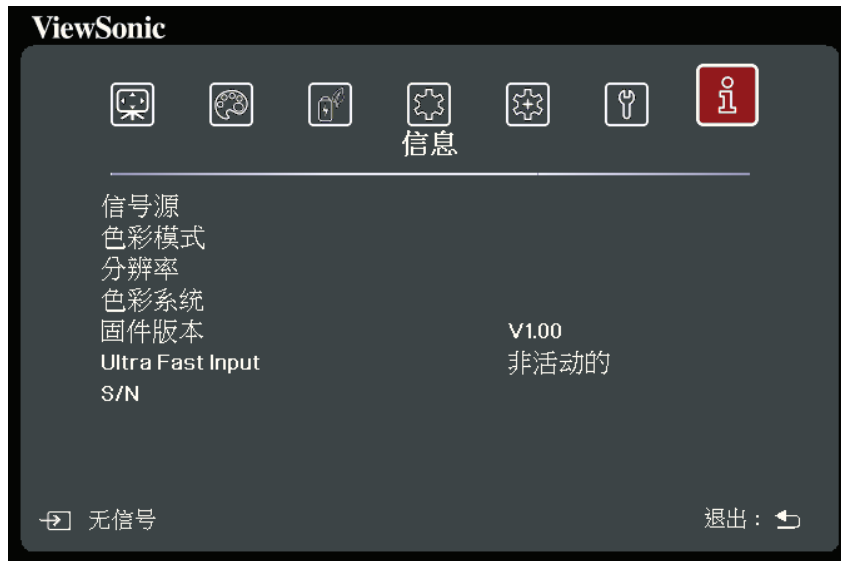 ViewSonic
信息
信号源
色彩模式
分辨率
色彩系统
固件版本 V1.00
Ultra Fast Input 非活动的
S/N
无信号 退出：